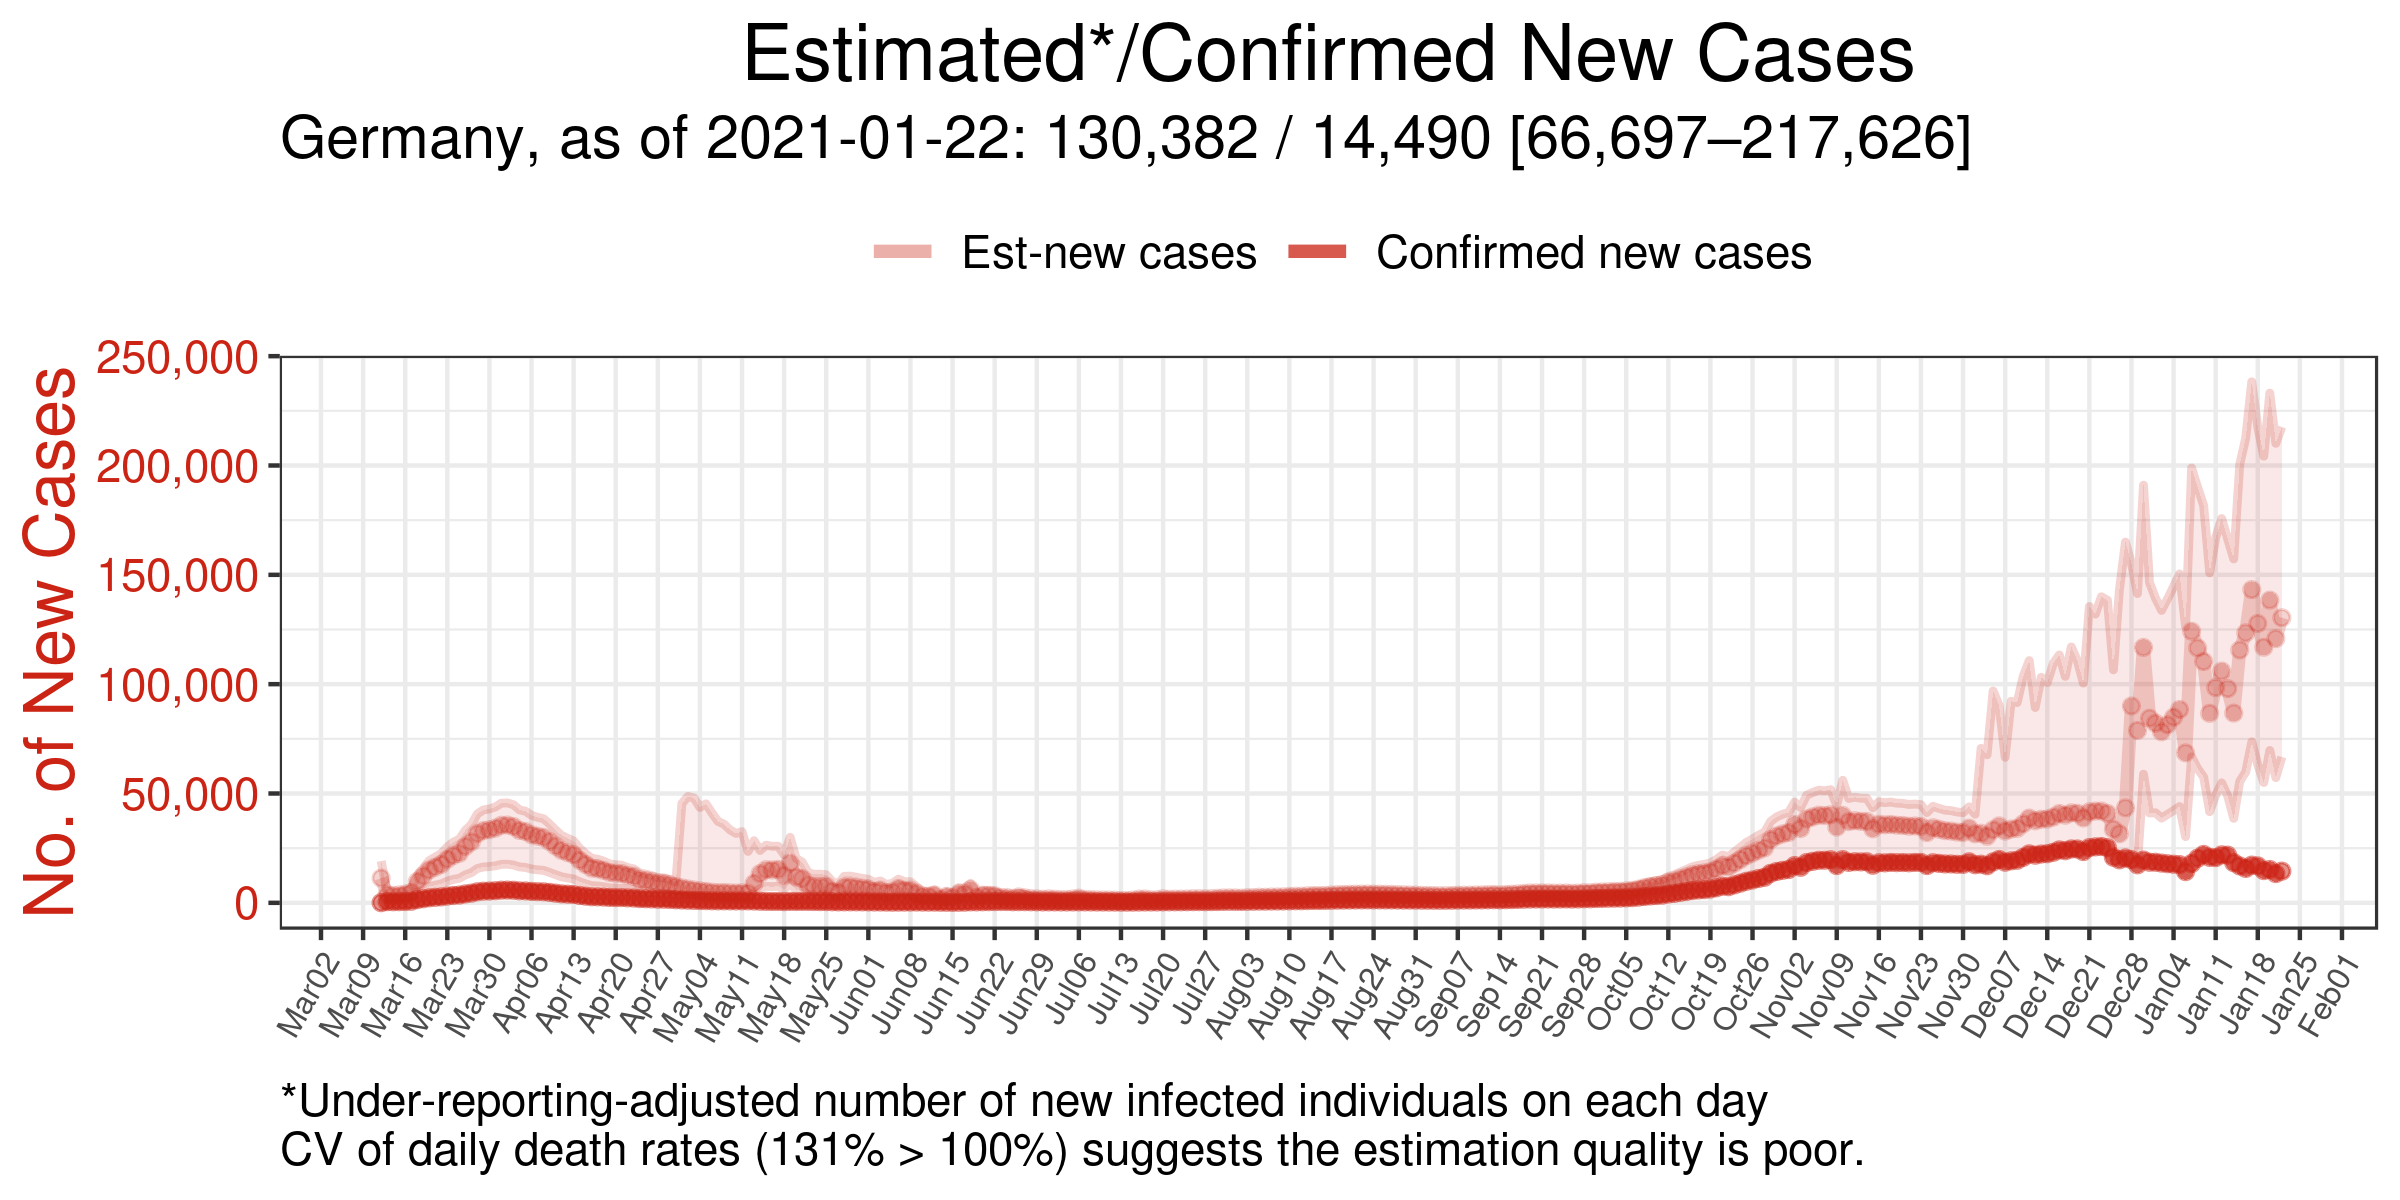 Estimated*/Confirmed New Cases
Germany, as of 2021-01-22: 130,382 / 14,490 [66,697–217,626]
Est-new cases
Confirmed new cases
No. of New Cases
250,000
200,000
150,000
100,000
50,000
0
Mar02
Mar09
Mar16
Mar23
Mar30
Apr06
Apr13
Apr20
Apr27
May04
May11
May18
May25
Jun01
Jun08
Jun15
Jun22
Jun29
Jul06
Jul13
Jul20
Jul27
Aug03
Aug10
Aug17
Aug24
Aug31
Sep07
Sep14
Sep21
Sep28
Oct05
Oct12
Oct19
Oct26
Nov02
Nov09
Nov16
Nov23
Nov30
Dec07
Dec14
Dec21
Dec28
Jan04
Jan11
Jan18
Jan25
Feb01
*Under-reporting-adjusted number of new infected individuals on each day
CV of daily death rates (131% > 100%) suggests the estimation quality is poor.